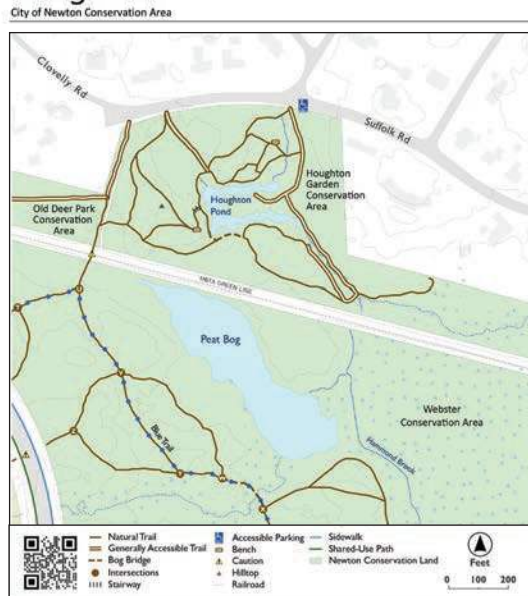 City of Newton Conservation Area
Clovelly Rd
Suffolk Rd
Houghton
Garden
Conservation
Area
Houghton
Pond
Old Deer Park
Conservation
Area
MBTA GREEN LINE
Peat Bog
Blue Trail
Webster
Conservation Area
Hammond Brook
Natural Trail
Generally Accessible Trail
Bog Bridge
Intersections
Stairway
Accessible Parking
Bench
Caution
Hilltop
Railroad
Sidewalk
Shared-Use Path
Newton Conservation Land
Feet
0 100 200